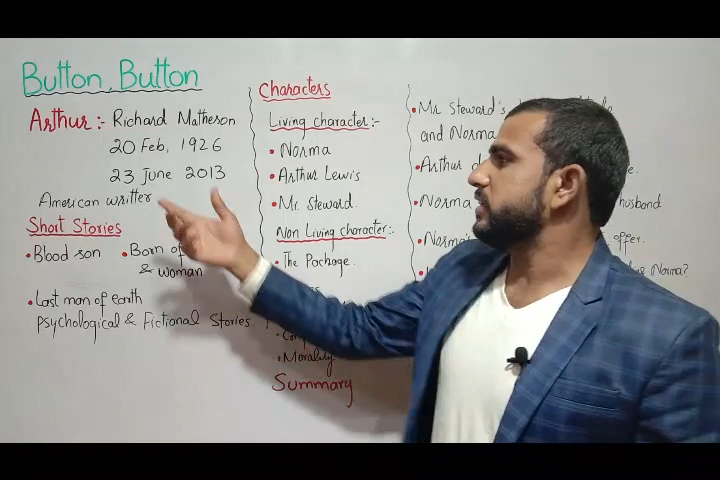 Button, Button
Arthur:- Richard Matheson
20 Feb, 1926
23 June 2013
American writter
Short Stories
• Blood son • Born of
& woman
• Last man of earth
psychological & Fictional Stories
Characters
Living character:-
• Norma
• Arthur Lewis
• Mr. Steward.
Non Living character:-
• The Package.
• Morality
Summary
• Mr Steward's
and Norma
• Arthur
• Norma husband
• Norma's offer.
Norma?